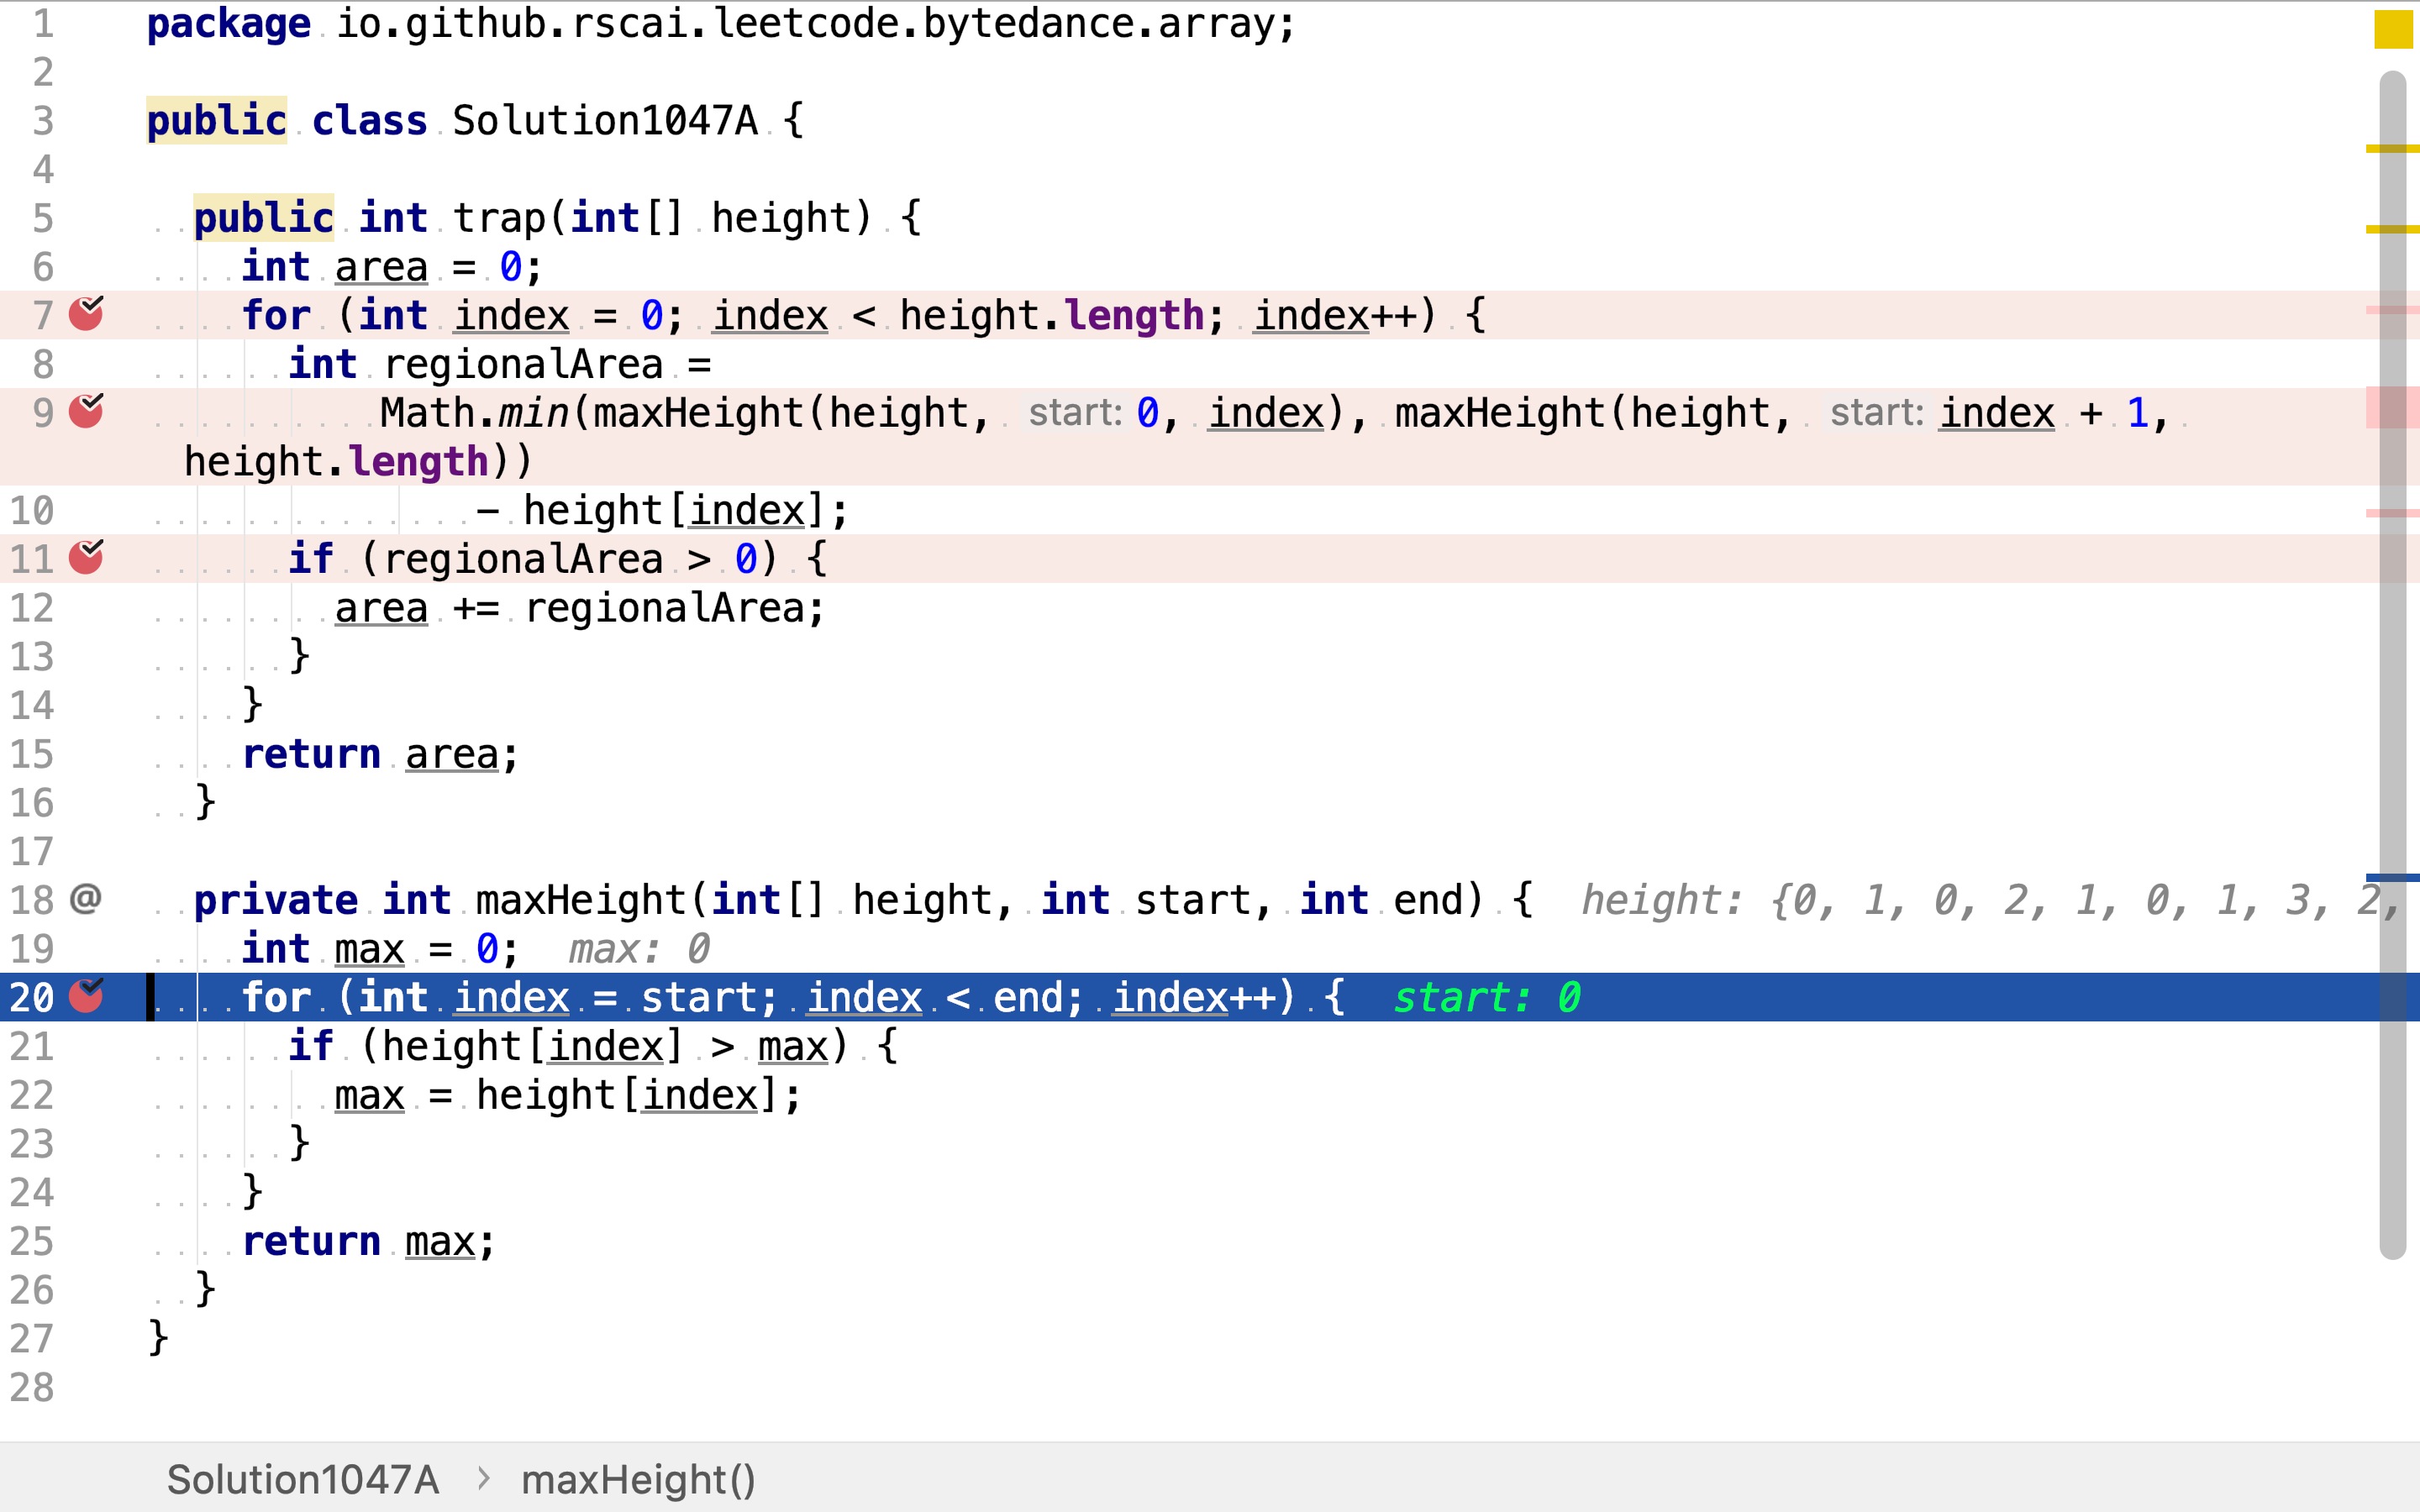 1 package io.github.rscai.leetcode.bytedance.array;
2
3 public class Solution1047A {
4
5   public int trap(int[] height) {
6     int area = 0;
7     for (int index = 0; index < height.length; index++) {
8       int regionalArea =
9           Math.min(maxHeight(height, start: 0, index), maxHeight(height, start: index + 1,
height.length))
10               - height[index];
11       if (regionalArea > 0) {
12         area += regionalArea;
13       }
14     }
15     return area;
16   }
17
18 @   private int maxHeight(int[] height, int start, int end) {  height: {0, 1, 0, 2, 1, 0, 1, 3, 2,
19     int max = 0;  max: 0
20     for (int index = start; index < end; index++) {  start: 0
21       if (height[index] > max) {
22         max = height[index];
23       }
24     }
25     return max;
26   }
27 }
28
Solution1047A > maxHeight()